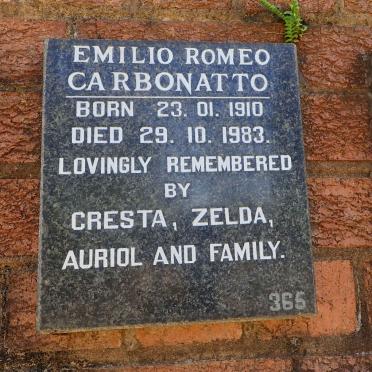 EMILIO ROMEO
CARBONATTO
BORN 23. 01. 1910
DIED 29. 10. 1983.
LOVINGLY REMEMBERED
BY
CRESTA, ZELDA,
AURIOL AND FAMILY.
365